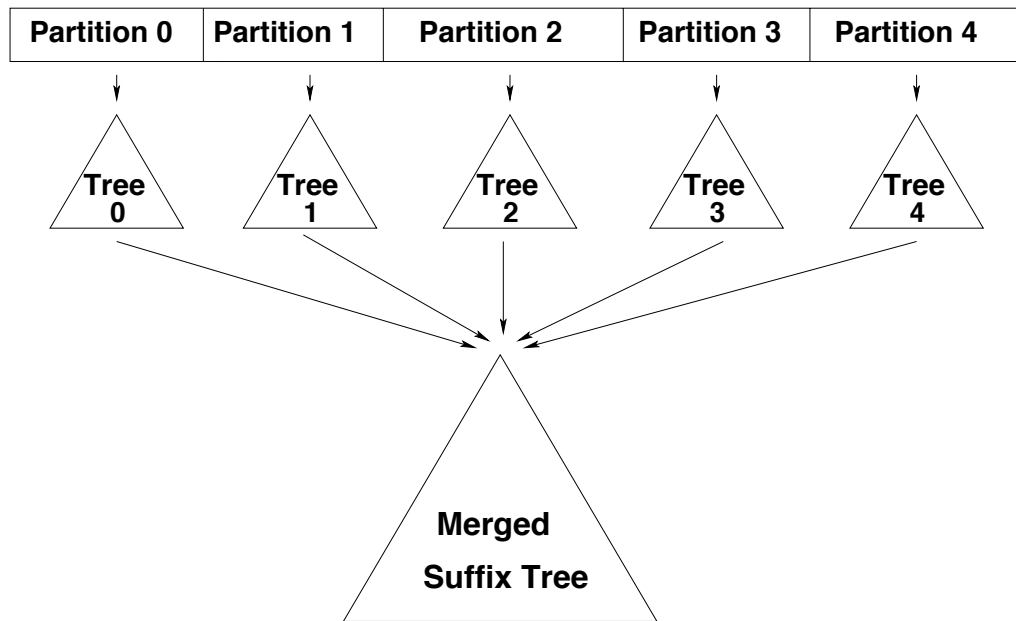 Partition 0 Partition 1 Partition 2 Partition 3 Partition 4
Tree
0
Tree
1
Tree
2
Tree
3
Tree
4
Merged
Suffix Tree